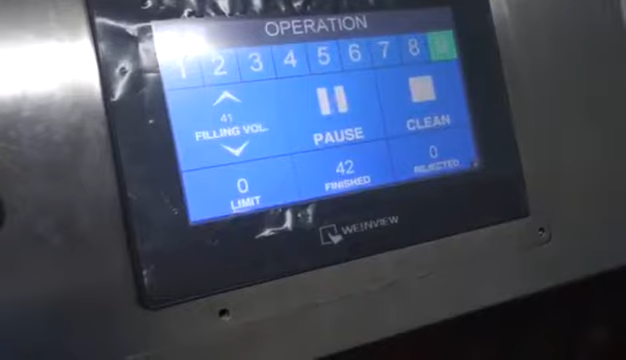 OPERATION
1 2 3 4 5 6 7 8
41
FILLING VOL.
PAUSE
CLEAN
0
LIMIT
42
FINISHED
0
REJECTED
WEINVIEW